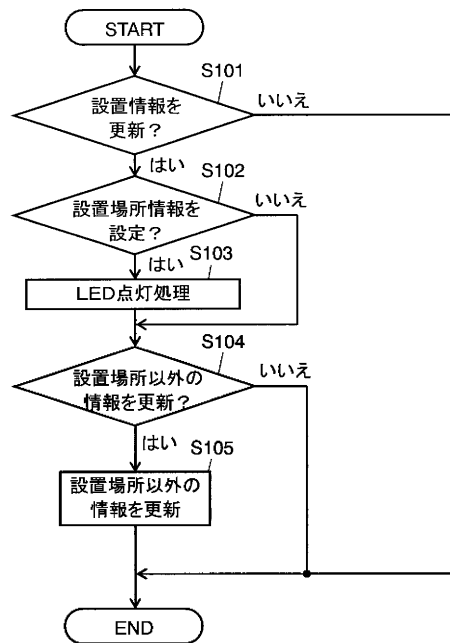 START
S101
設置情報を
更新？
いいえ
はい
S102
設置場所情報を
設定？
いいえ
はい
S103
LED点灯処理
S104
設置場所以外の
情報を更新？
いいえ
はい
S105
設置場所以外の
情報を更新
END